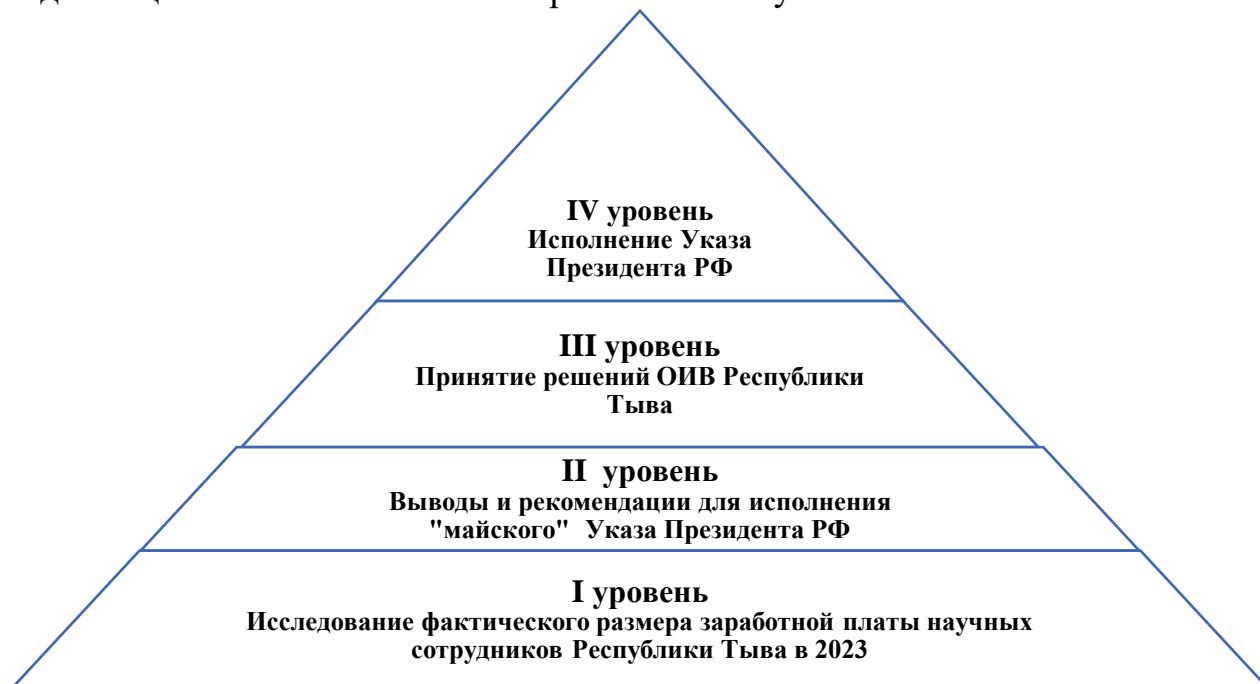 IV уровень
Исполнение Указа
Президента РФ
III уровень
Принятие решений ОИВ Республики
Тыва
II уровень
Выводы и рекомендации для исполнения
"майского" Указа Президента РФ
I уровень
Исследование фактического размера заработной платы научных
сотрудников Республики Тыва в 2023